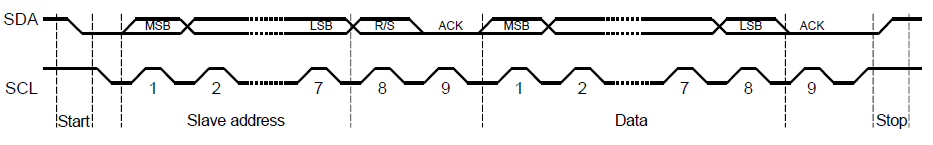 SDA MSB LSB R/S ACK MSB LSB ACK
SCL 1 2 7 8 9 1 2 7 8 9
Start Slave address Data Stop